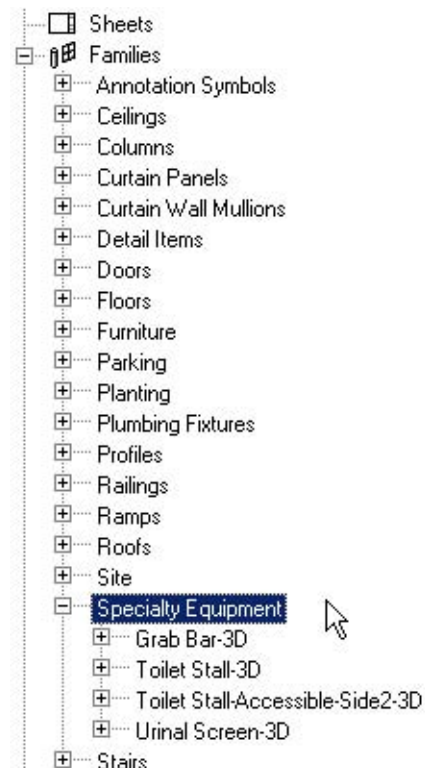 Sheets
Families
Annotation Symbols
Ceilings
Columns
Curtain Panels
Curtain Wall Mullions
Detail Items
Doors
Floors
Furniture
Parking
Planting
Plumbing Fixtures
Profiles
Railings
Ramps
Roofs
Site
Specialty Equipment
Grab Bar-3D
Toilet Stall-3D
Toilet Stall-Accessible-Side2-3D
Urinal Screen-3D
Stairs